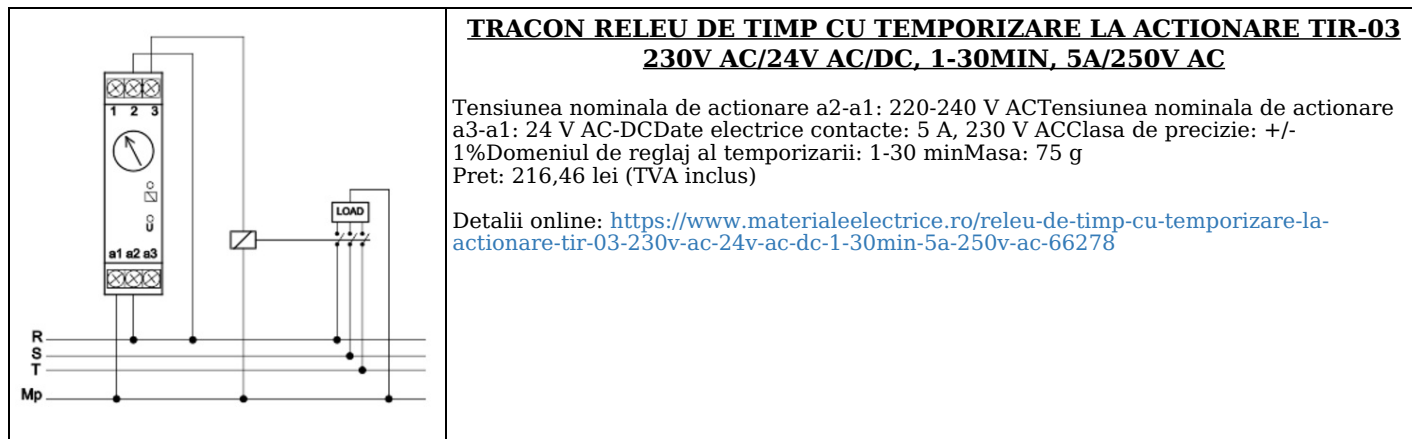 1 2 3
LOAD
U
a1 a2 a3
R
S
T
Mp
TRACON RELEU DE TIMP CU TEMPORIZARE LA ACTIONARE TIR-03
230V AC/24V AC/DC, 1-30MIN, 5A/250V AC
Tensiunea nominala de actionare a2-a1: 220-240 V ACTensiunea nominala de actionare
a3-a1: 24 V AC-DCDate electrice contacte: 5 A, 230 V ACClasa de precizie: +/-
1%Domeniul de reglaj al temporizarii: 1-30 minMasa: 75 g
Pret: 216,46 lei (TVA inclus)
Detalii online: https://www.materialeelectrice.ro/releu-de-timp-cu-temporizare-la-
actionare-tir-03-230v-ac-24v-ac-dc-1-30min-5a-250v-ac-66278